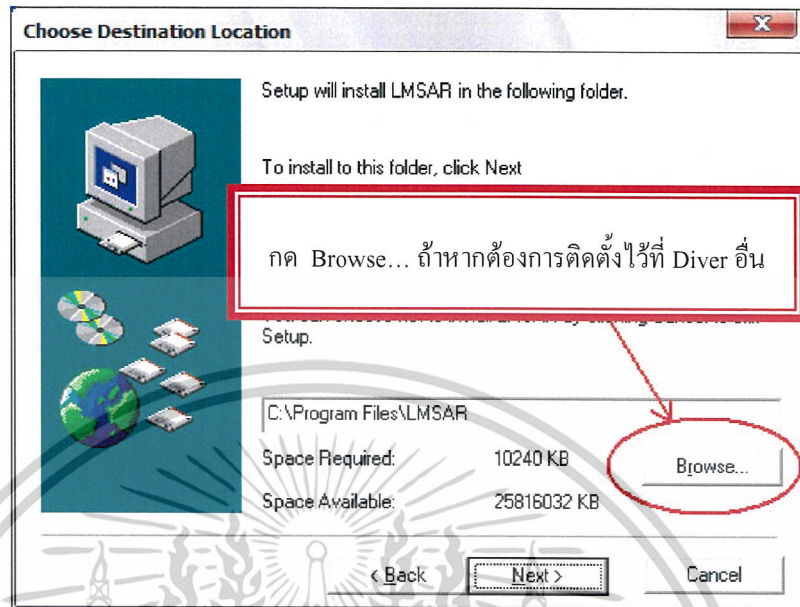 Choose Destination Location
Setup will install LMSAR in the following folder.
To install to this folder, click Next
กด Browse... ถ้าหากต้องการติดตั้งไว้ที่ Diver อื่น
Setup.
C:\Program Files\LMSAR
Space Required: 10240 KB
Browse...
Space Available: 25816032 KB
< Back Next > Cancel